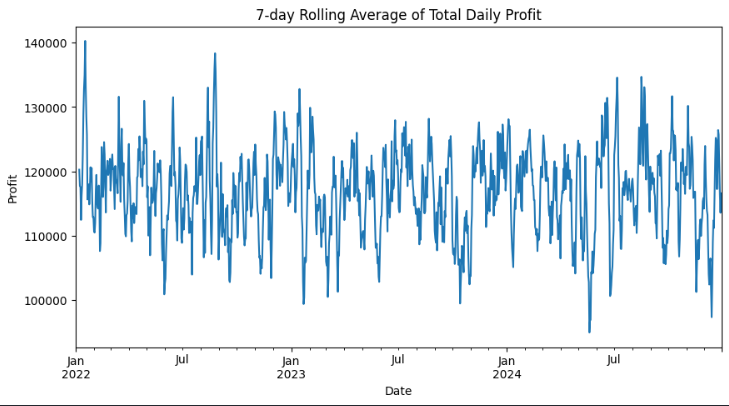 7-day Rolling Average of Total Daily Profit
140000
130000
120000
110000
100000
Profit
Jan
2022
Jul
Jan
2023
Jul
Jan
2024
Jul
Date